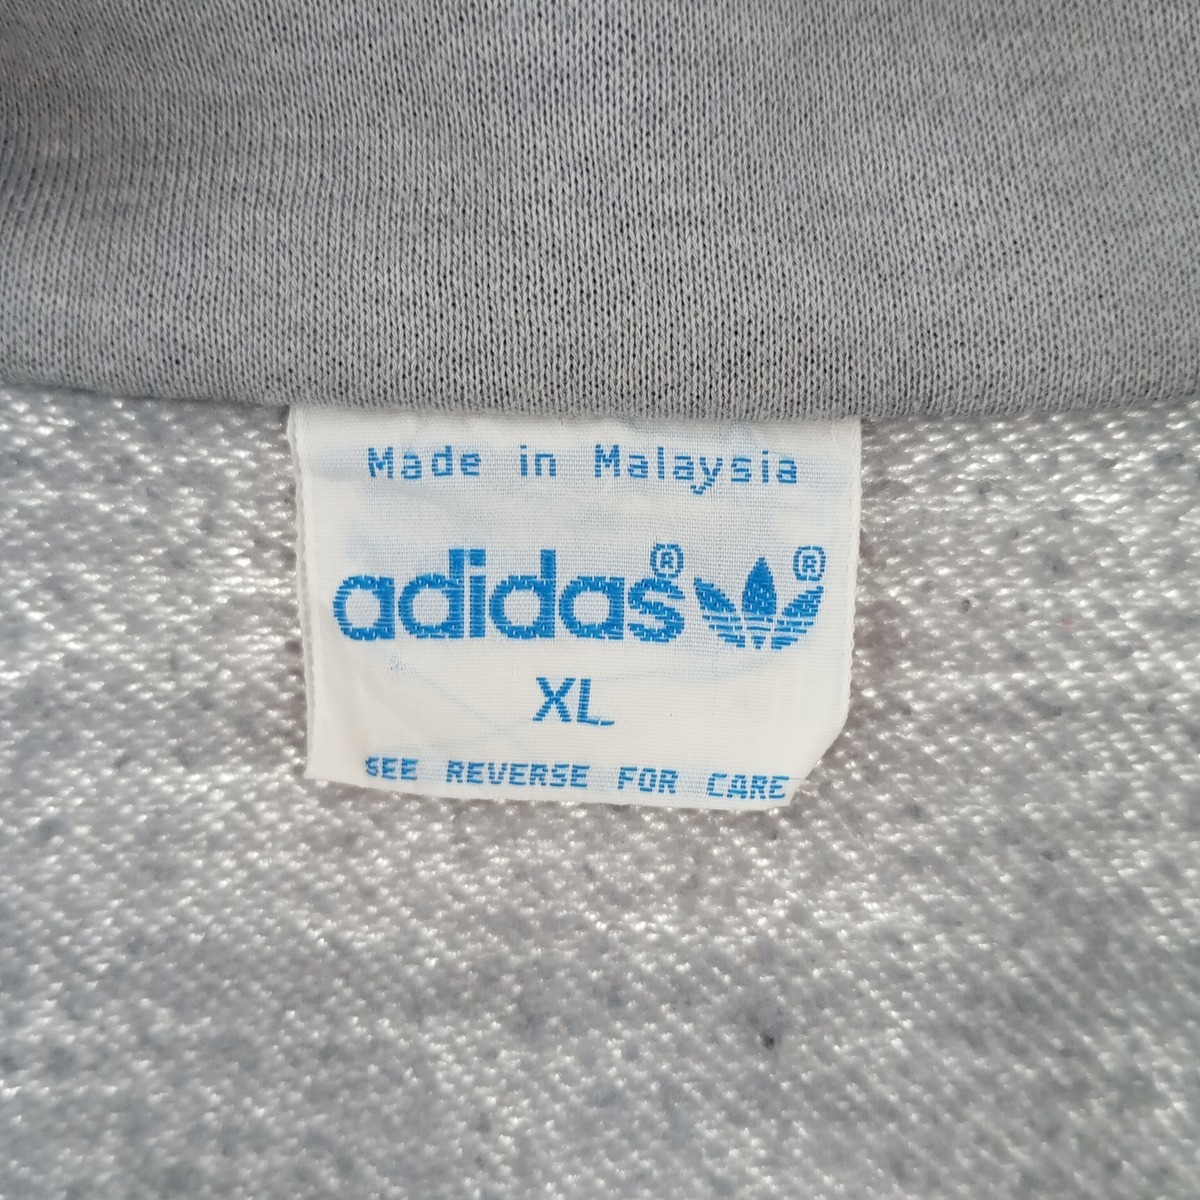 Made in Malaysia
adidas® ®
XL
SEE REVERSE FOR CARE